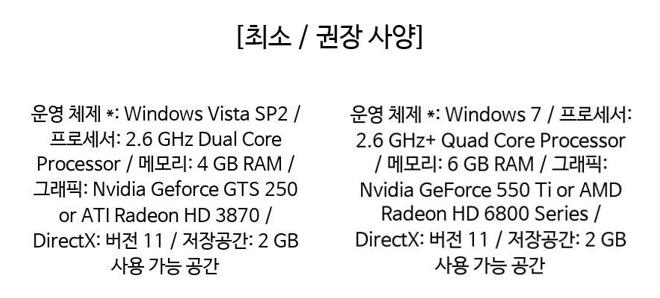 [최소 / 권장 사양]
운영 체제 *: Windows Vista SP2 /
프로세서: 2.6 GHz Dual Core
Processor / 메모리: 4 GB RAM /
그래픽: Nvidia Geforce GTS 250
or ATI Radeon HD 3870 /
DirectX: 버전 11 / 저장공간: 2 GB
사용 가능 공간
운영 체제 *: Windows 7 / 프로세서:
2.6 GHz+ Quad Core Processor
/ 메모리: 6 GB RAM / 그래픽:
Nvidia GeForce 550 Ti or AMD
Radeon HD 6800 Series /
DirectX: 버전 11 / 저장공간: 2 GB
사용 가능 공간